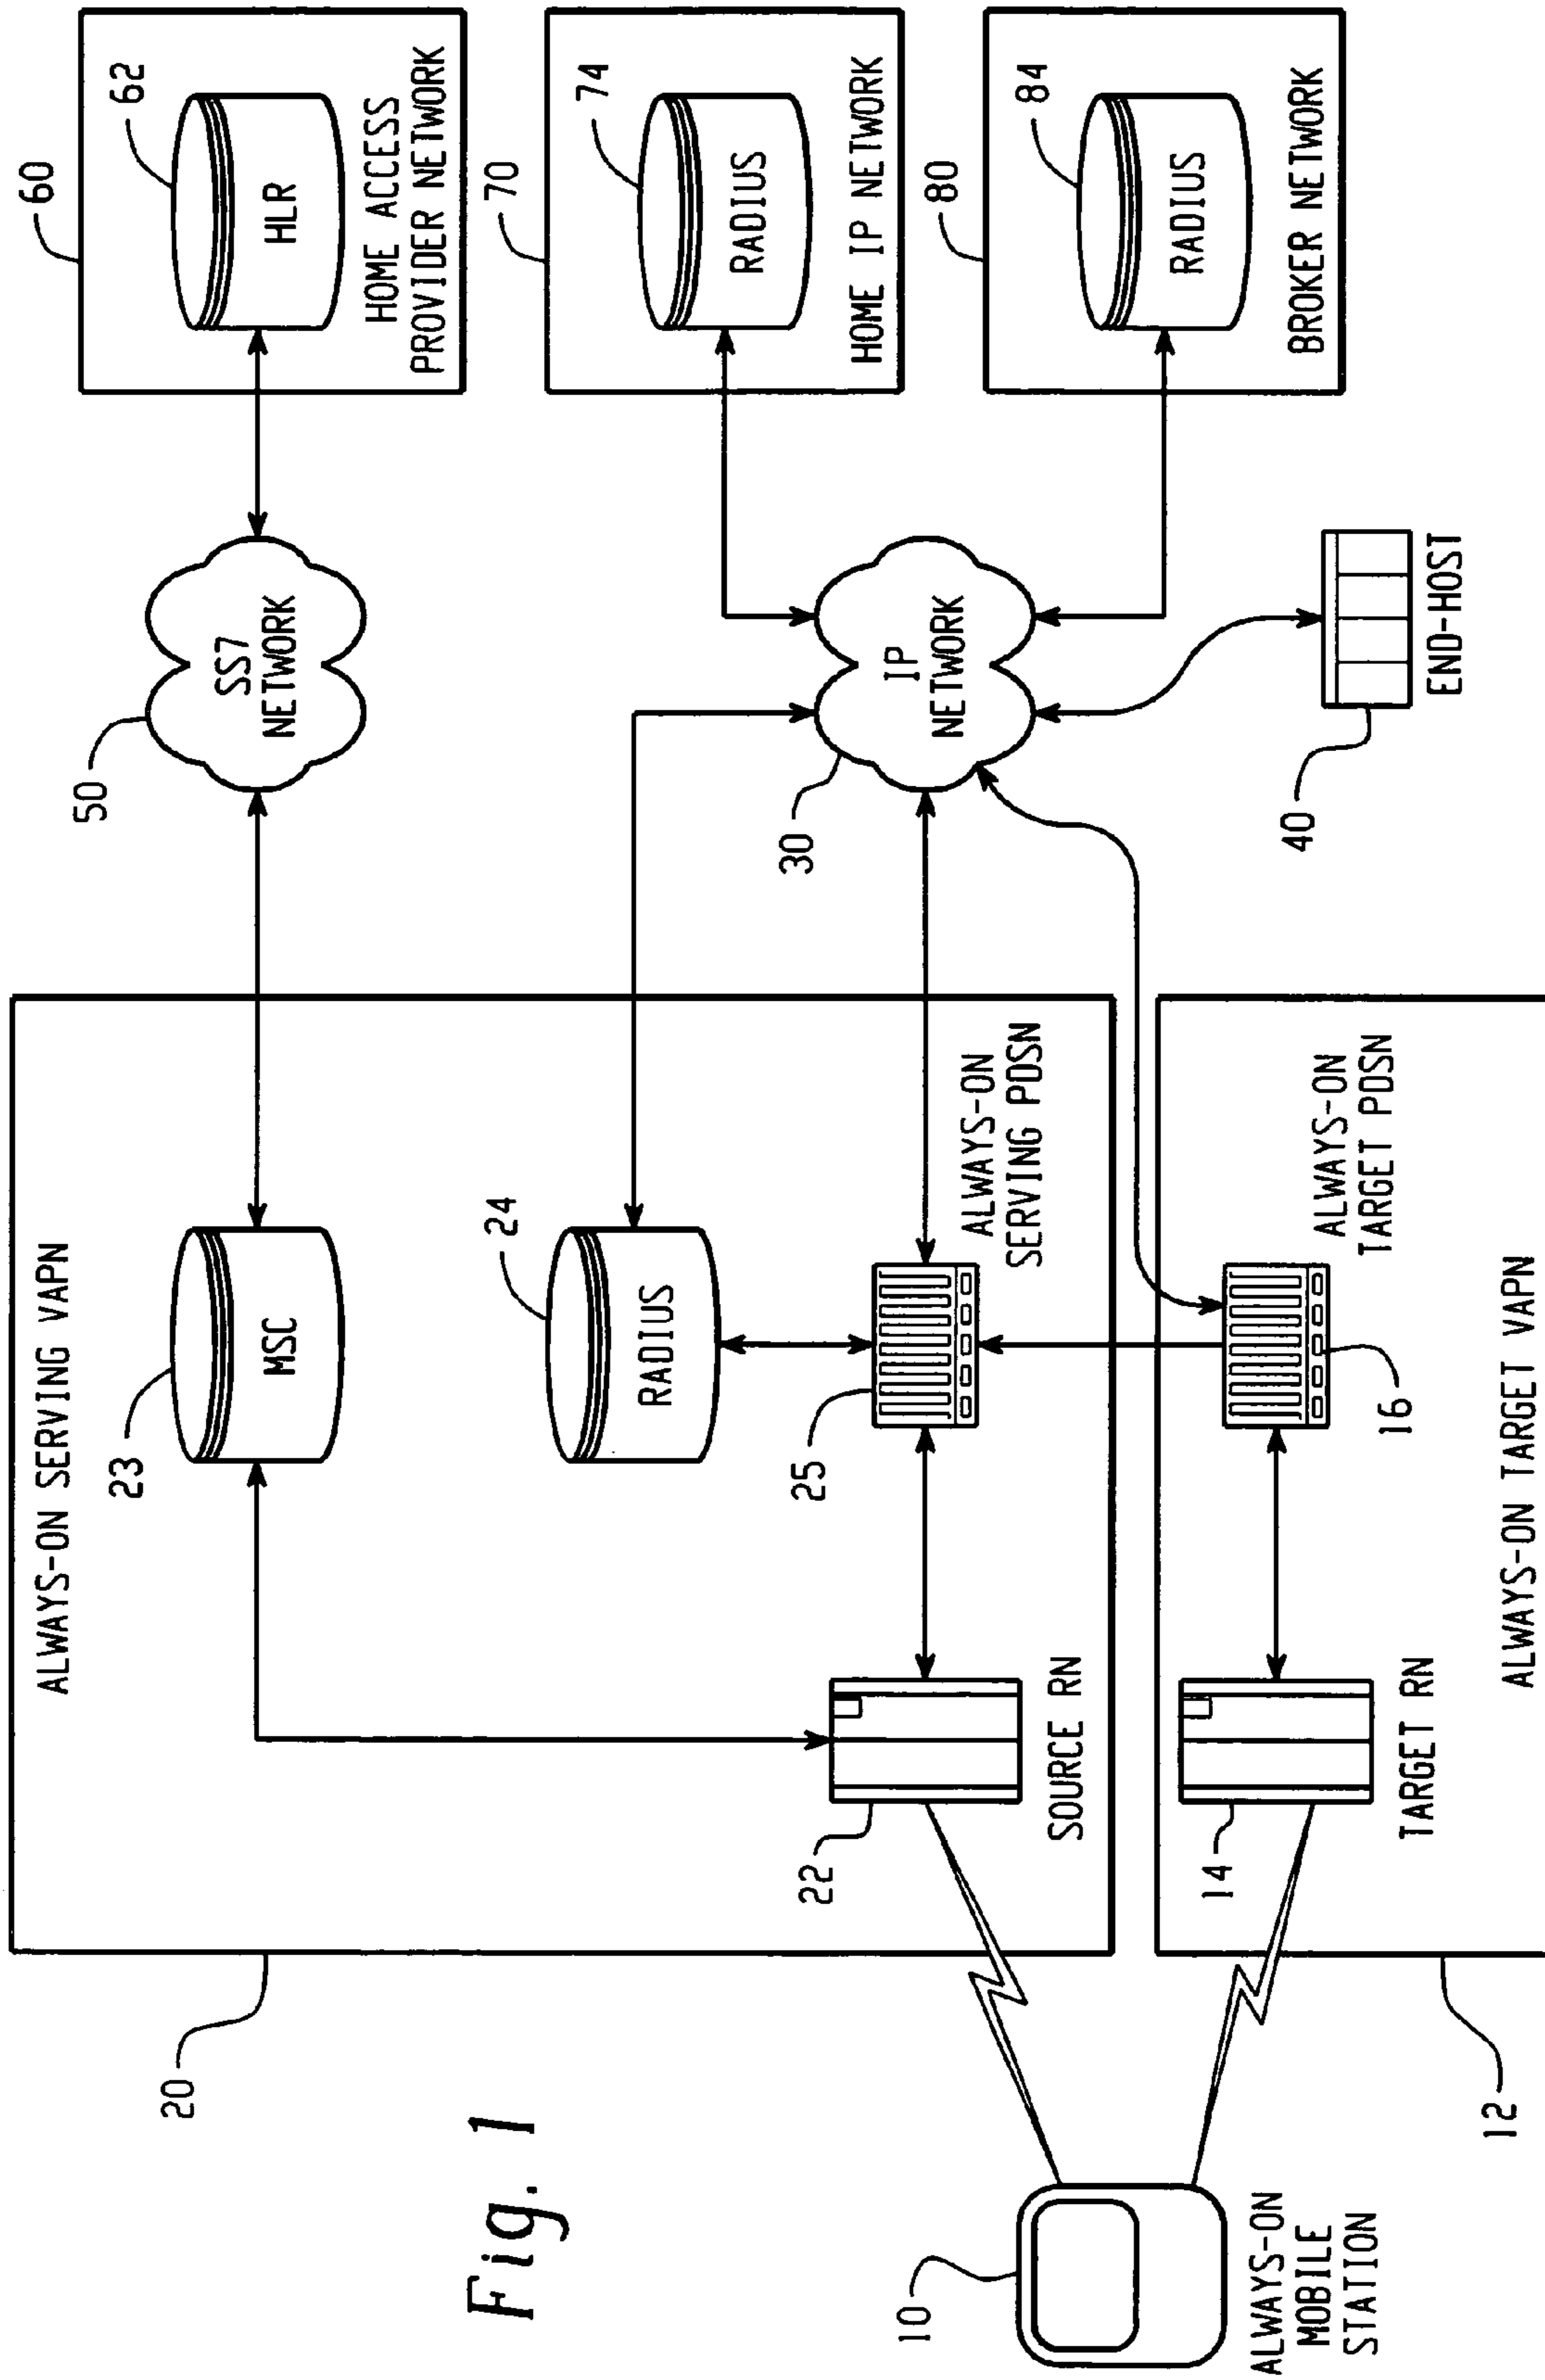 ALWAYS-ON SERVING VAPN
20
23
MSC
24
RADIUS
25
ALWAYS-ON
SERVING PDSN
22
SOURCE RN
50
SS7
NETWORK
60
62
HLR
HOME ACCESS
PROVIDER NETWORK
70
74
RADIUS
HOME IP NETWORK
80
84
RADIUS
BROKER NETWORK
30
IP
NETWORK
40
END-HOST
10
ALWAYS-ON
MOBILE
STATION
14
TARGET RN
16
ALWAYS-ON
TARGET PDSN
12
ALWAYS-ON TARGET VAPN
Fig. 1